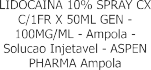 LIDOCAINA 10% SPRAY CX
C/1FR X 50ML GEN -
100MG/ML - Ampola -
Solucao Injetavel - ASPEN
PHARMA Ampola